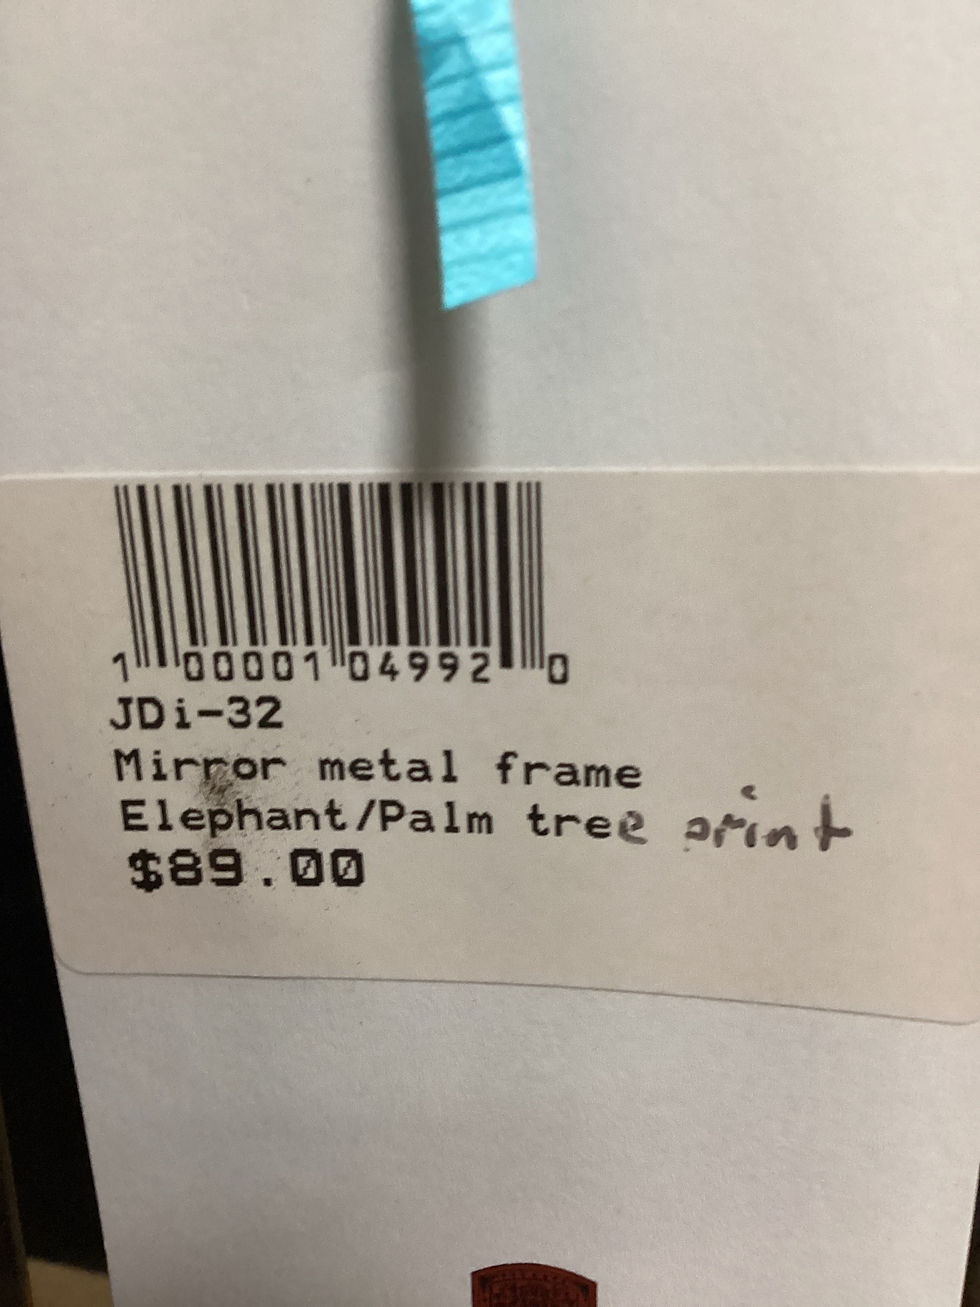 1 00001 04992 0
JDi-32
Mirror metal frame
Elephant/Palm tree print
$89.00